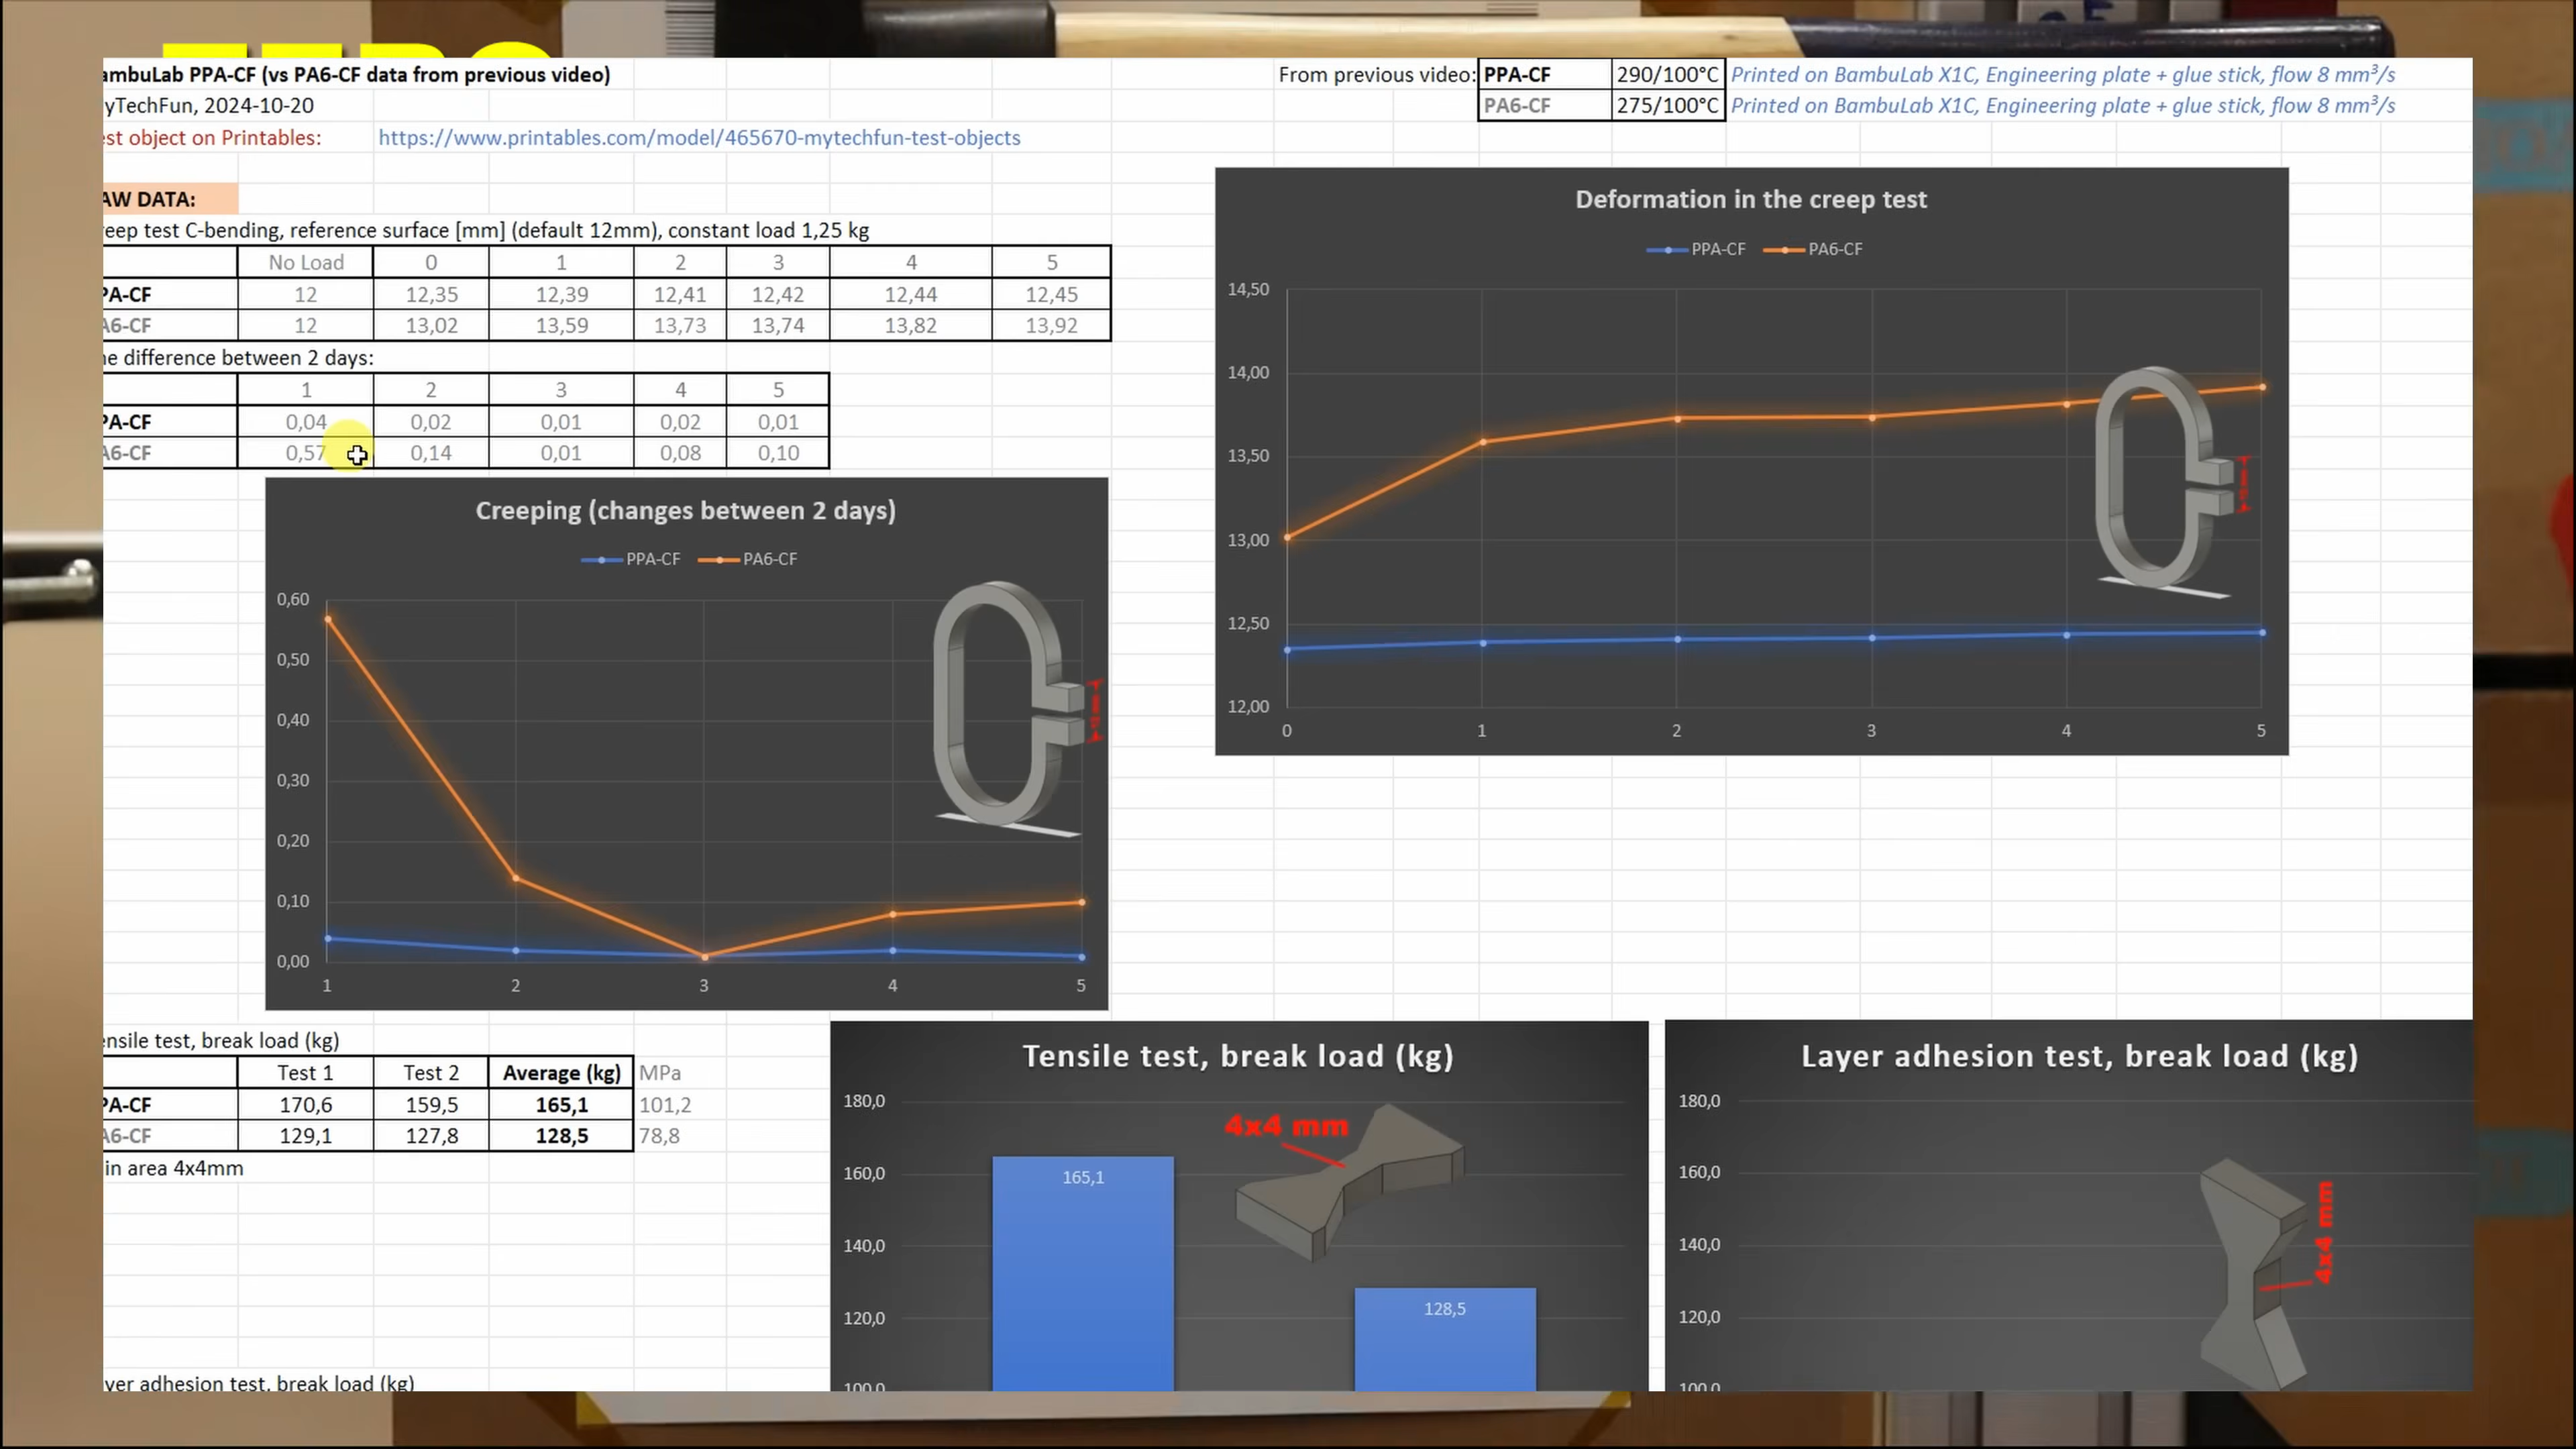 ambuLab PPA-CF (vs PA6-CF data from previous video)
From previous video: PPA-CF 290/100°C Printed on BambuLab X1C, Engineering plate + glue stick, flow 8 mm³/s
yTechFun, 2024-10-20
PA6-CF 275/100°C Printed on BambuLab X1C, Engineering plate + glue stick, flow 8 mm³/s
st object on Printables: https://www.printables.com/model/465670-mytechfun-test-objects
AW DATA:
reep test C-bending, reference surface [mm] (default 12mm), constant load 1,25 kg
No Load 0 1 2 3 4 5
PA-CF 12 12,35 12,39 12,41 12,42 12,44 12,45
A6-CF 12 13,02 13,59 13,73 13,74 13,82 13,92
he difference between 2 days:
1 2 3 4 5
PA-CF 0,04 0,02 0,01 0,02 0,01
A6-CF 0,57 0,14 0,01 0,08 0,10
Deformation in the creep test
PPA-CF PA6-CF
14,50
14,00
13,50
13,00
12,50
12,00
0 1 2 3 4 5
Creeping (changes between 2 days)
PPA-CF PA6-CF
0,60
0,50
0,40
0,30
0,20
0,10
0,00
1 2 3 4 5
ensile test, break load (kg)
Test 1 Test 2 Average (kg) MPa
PA-CF 170,6 159,5 165,1 101,2
A6-CF 129,1 127,8 128,5 78,8
in area 4x4mm
Tensile test, break load (kg)
180,0
160,0
140,0
120,0
100,0
4x4 mm
165,1
128,5
Layer adhesion test, break load (kg)
180,0
160,0
140,0
120,0
100,0
4x4 mm
yer adhesion test, break load (kg)